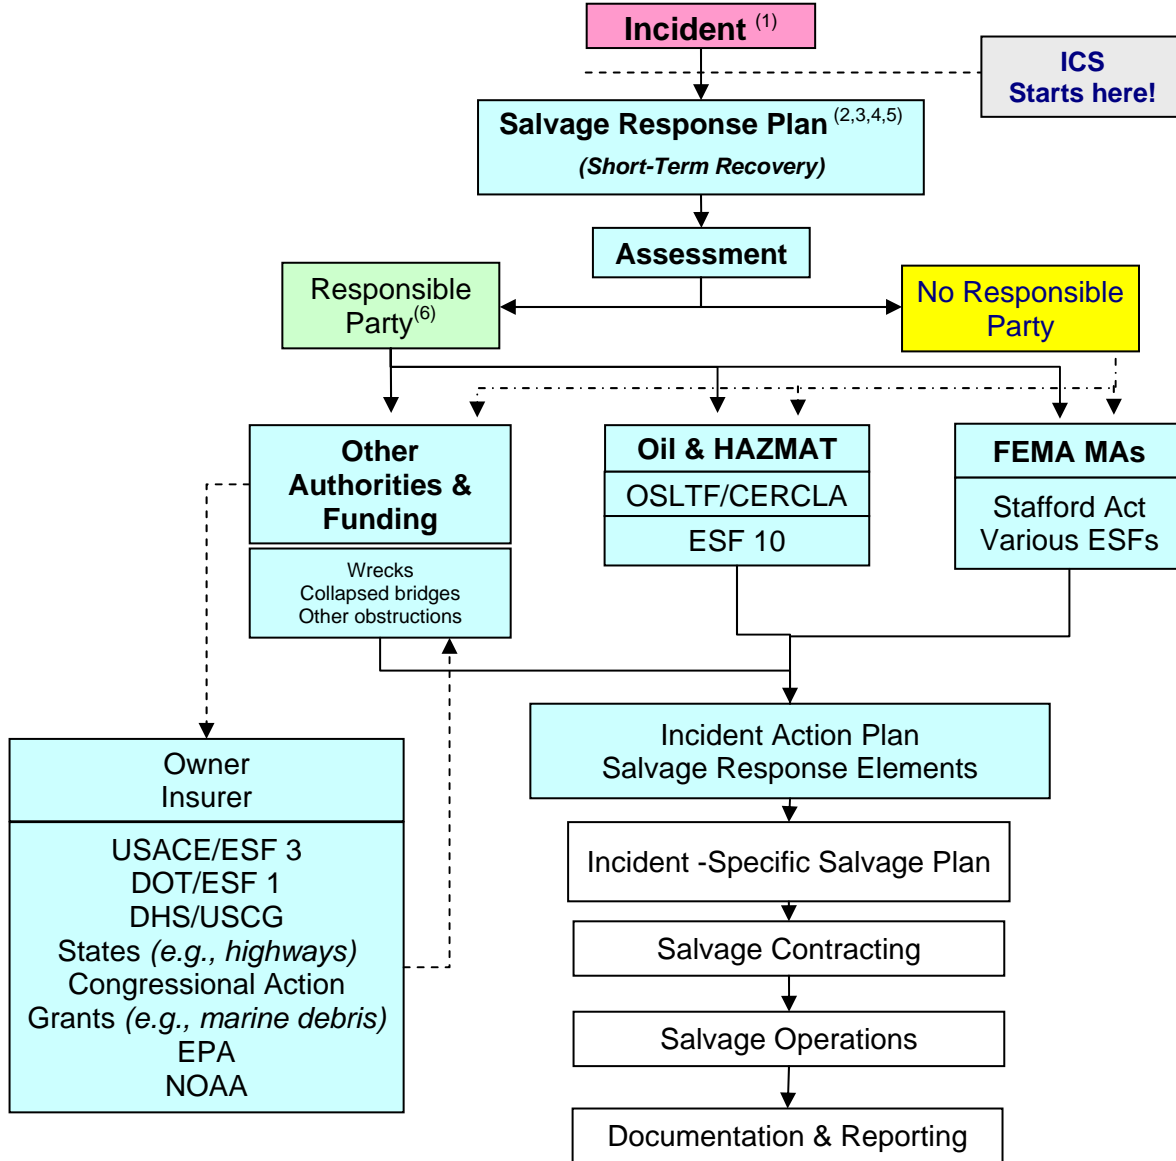 Incident (1)
ICS
Starts here!
Salvage Response Plan (2,3,4,5)
(Short-Term Recovery)
Assessment
Responsible
Party(6)
No Responsible
Party
Other
Authorities &
Funding
Wrecks
Collapsed bridges
Other obstructions
Oil & HAZMAT
OSLTF/CERCLA
ESF 10
FEMA MAs
Stafford Act
Various ESFs
Owner
Insurer
USACE/ESF 3
DOT/ESF 1
DHS/USCG
States (e.g., highways)
Congressional Action
Grants (e.g., marine debris)
EPA
NOAA
Incident Action Plan
Salvage Response Elements
Incident -Specific Salvage Plan
Salvage Contracting
Salvage Operations
Documentation & Reporting